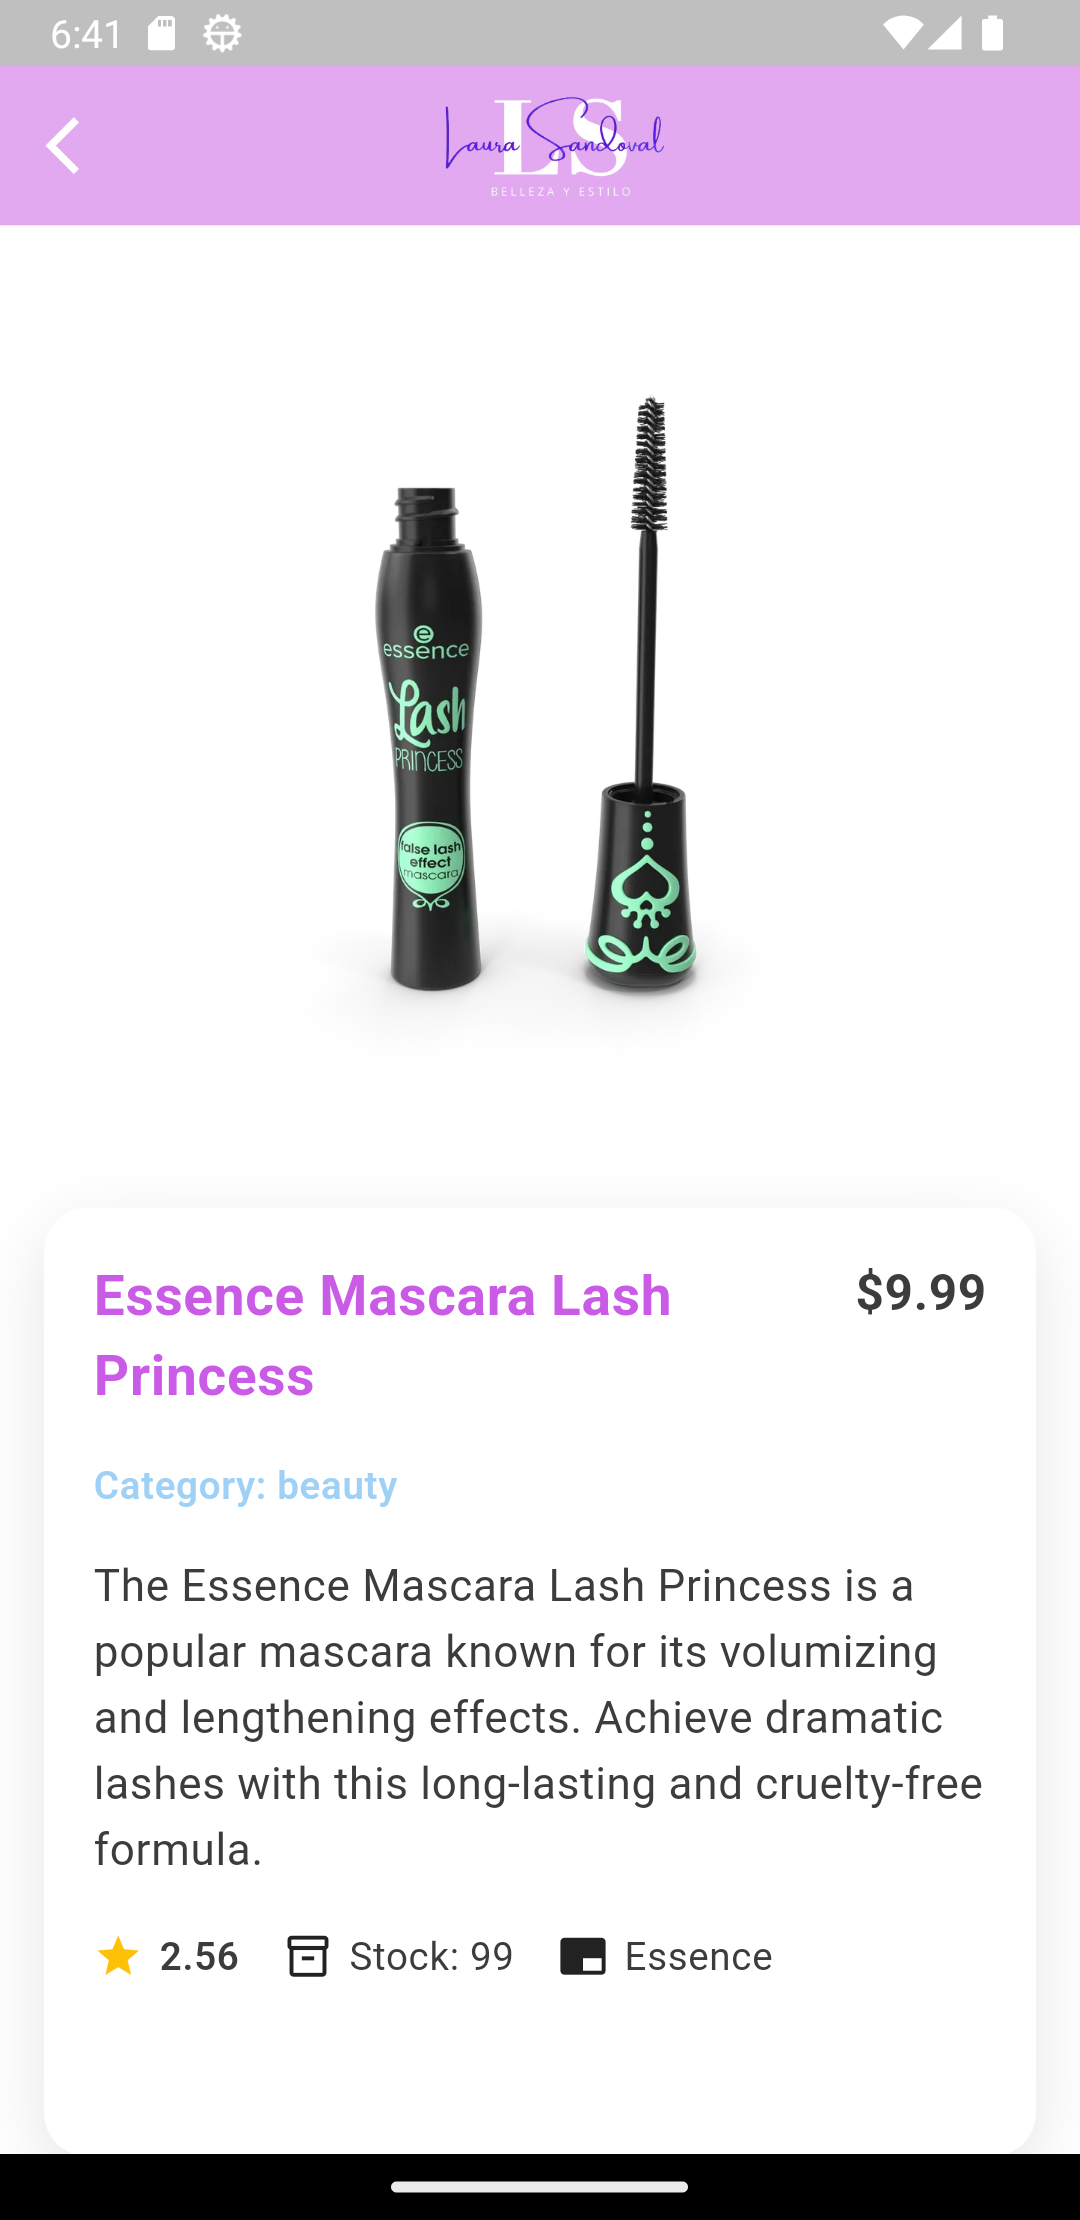 6:41
LS
Laura Sandoval
BELLEZA Y ESTILO
essence
Lash
PRINCESS
false lash
effect
mascara
Essence Mascara Lash
Princess
$9.99
Category: beauty
The Essence Mascara Lash Princess is a
popular mascara known for its volumizing
and lengthening effects. Achieve dramatic
lashes with this long-lasting and cruelty-free
formula.
2.56 Stock: 99 Essence